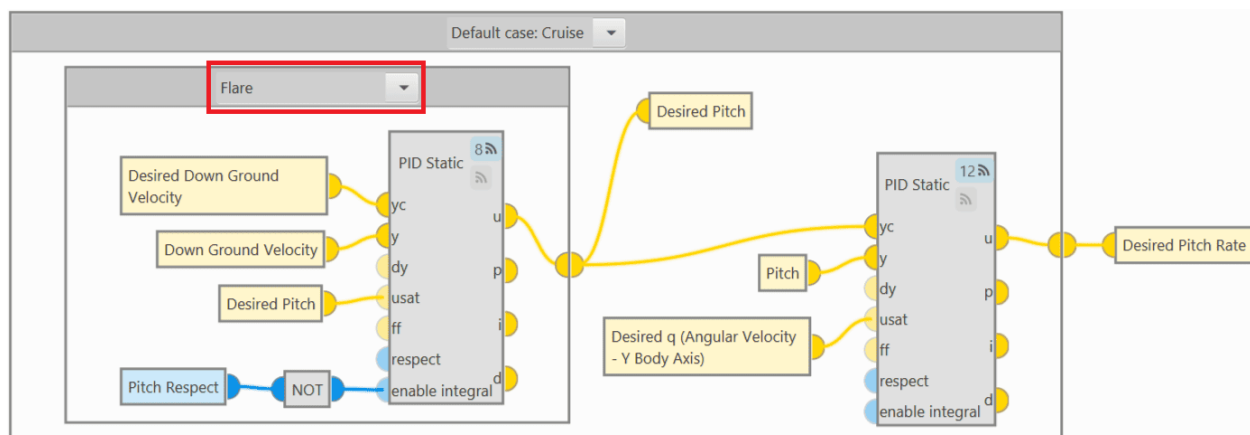 Default case: Cruise
Flare
Desired Pitch
PID Static
8
Desired Down Ground
Velocity
yc
u
Down Ground Velocity
y
dy
p
Desired Pitch
usat
ff
i
respect
Pitch Respect
NOT
enable integral
d
PID Static
12
yc
u
Desired Pitch Rate
Pitch
y
dy
p
Desired q (Angular Velocity
- Y Body Axis)
usat
ff
i
respect
enable integral
d